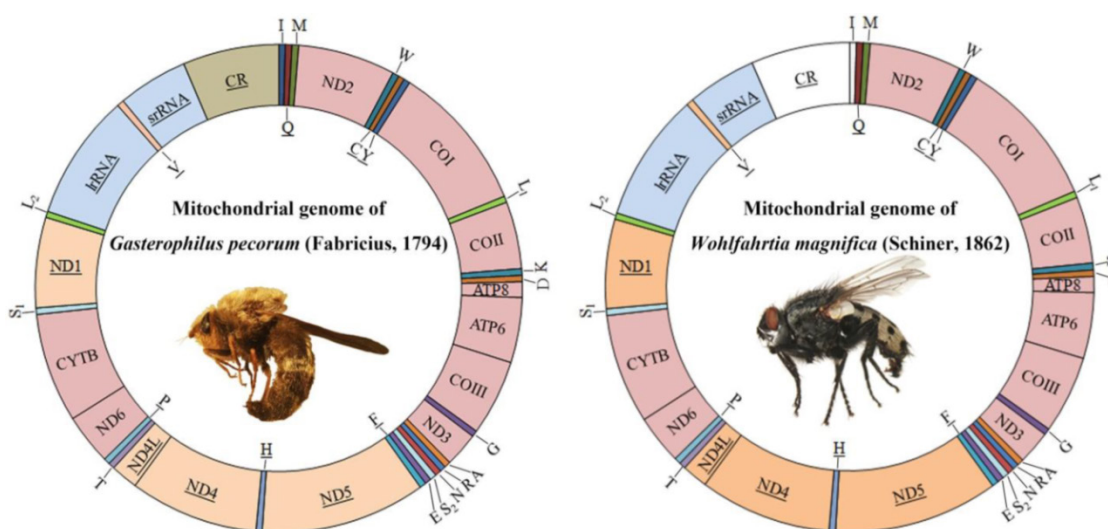 I M
CR
ND2
W
Q
CY
COI
L1
COII
K
D
ATP8
ATP6
COIII
G
ND3
A
R
N
S2
E
F
ND5
H
ND4
ND4L
T
P
ND6
CYTB
S1
ND1
L2
lrRNA
V
srRNA
Mitochondrial genome of
Gasterophilus pecorum (Fabricius, 1794)
I M
CR
ND2
W
Q
CY
COI
L1
COII
ATP8
ATP6
COIII
G
ND3
A
R
N
S2
E
F
ND5
H
ND4
ND4L
T
P
ND6
CYTB
S1
ND1
L2
lrRNA
V
srRNA
Mitochondrial genome of
Wohlfahrtia magnifica (Schiner, 1862)